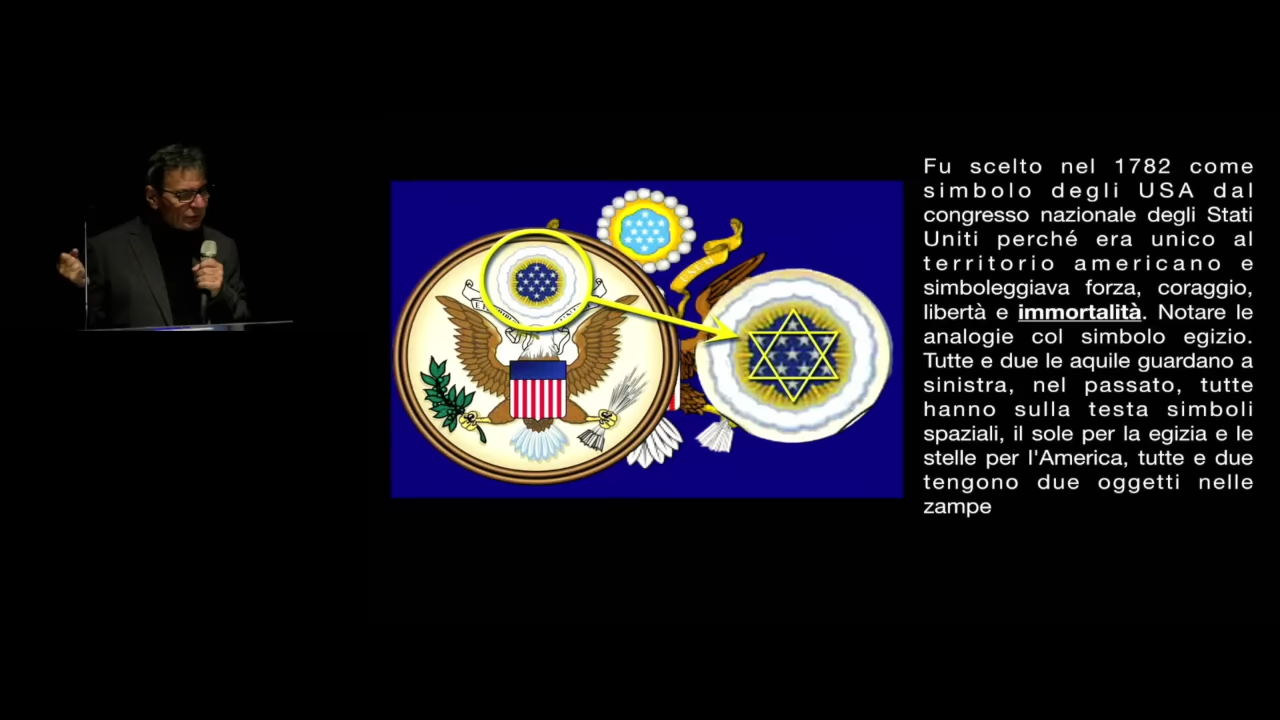 Fu scelto nel 1782 come
simbolo degli USA dal
congresso nazionale degli Stati
Uniti perché era unico al
territorio americano e
simboleggiava forza, coraggio,
libertà e immortalità. Notare le
analogie col simbolo egizio.
Tutte e due le aquile guardano a
sinistra, nel passato, tutte
hanno sulla testa simboli
spaziali, il sole per la egizia e le
stelle per l'America, tutte e due
tengono due oggetti nelle
zampe